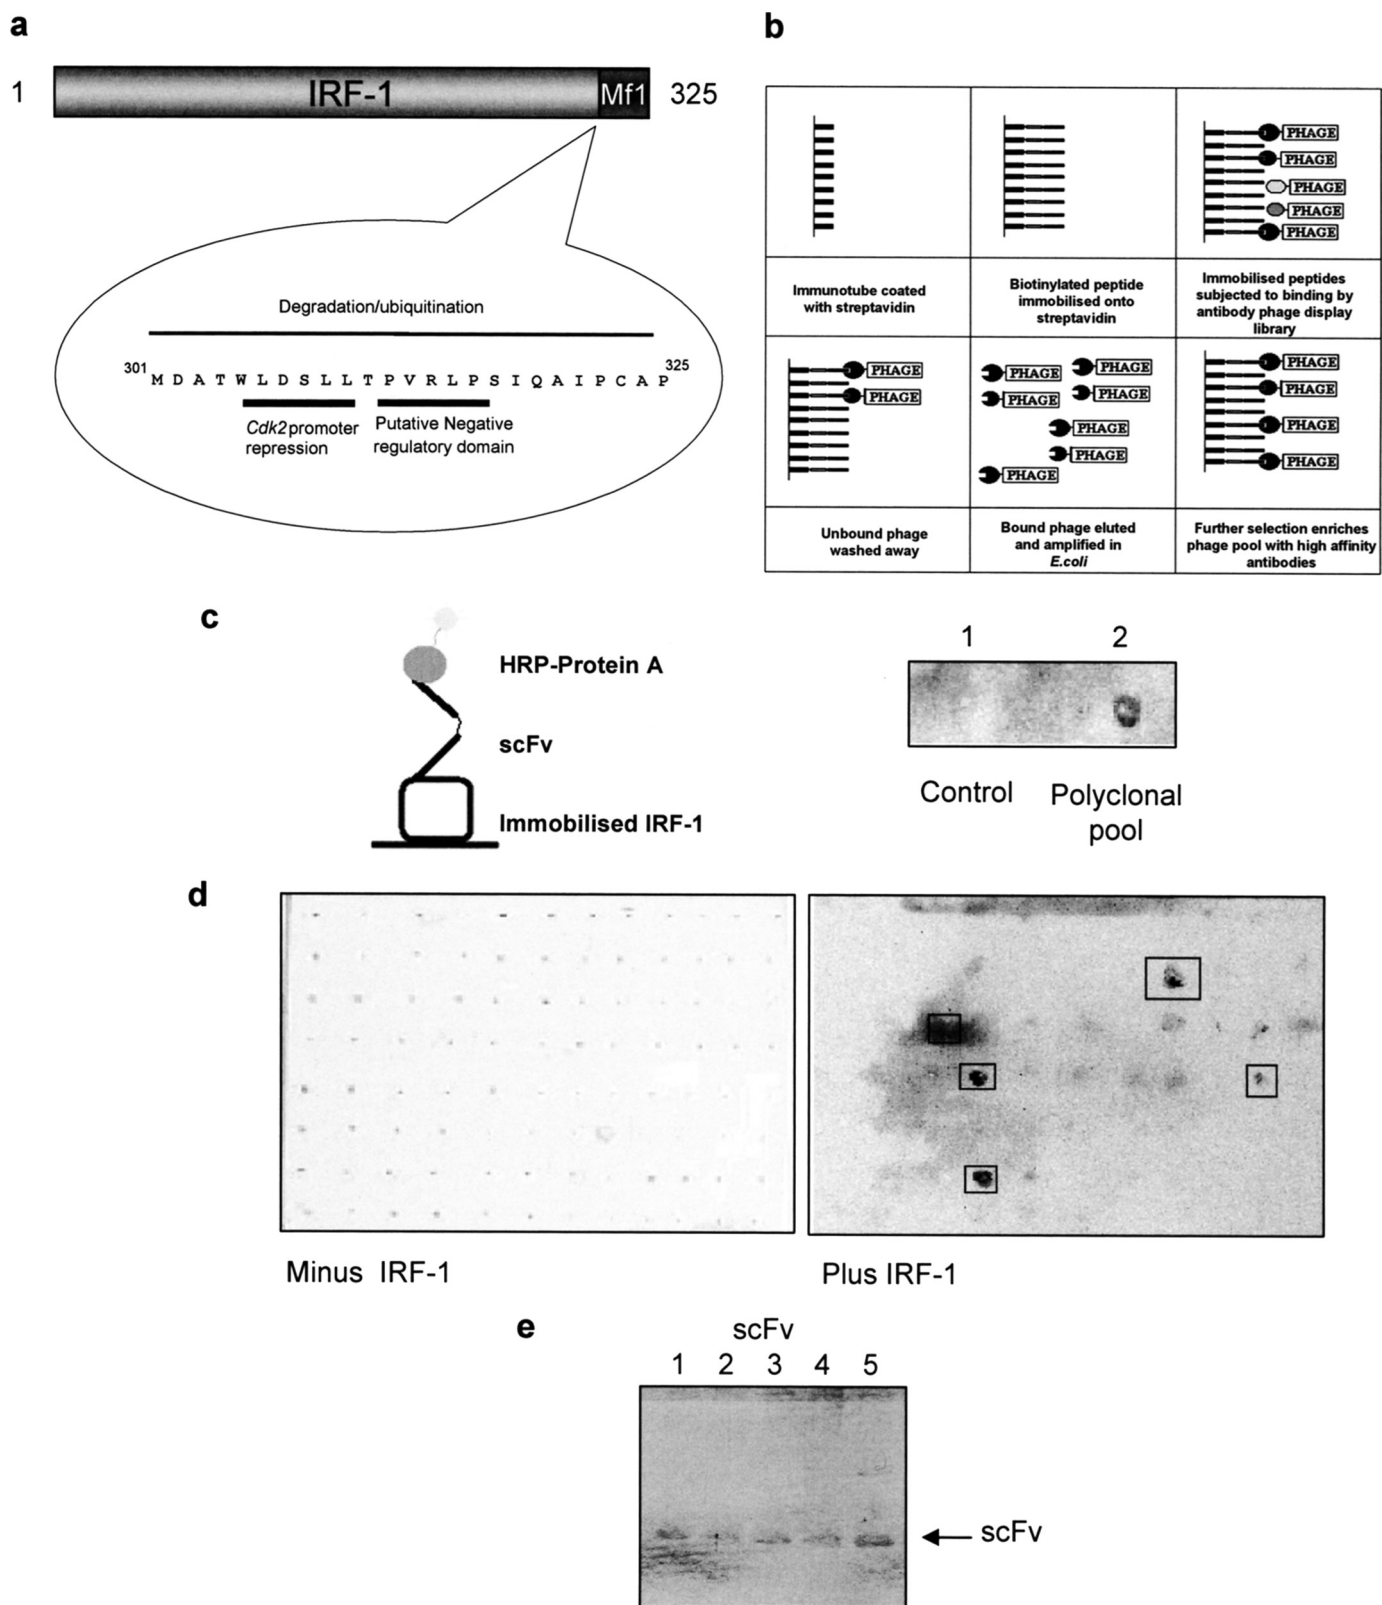 a
1 IRF-1 Mf1 325
Degradation/ubiquitination
301 M D A T W L D S L L T P V R L P S I Q A I P C A P 325
Cdk2 promoter
repression
Putative Negative
regulatory domain
b
PHAGE
PHAGE
PHAGE
PHAGE
PHAGE
Immunotube coated
with streptavidin
Biotinylated peptide
immobilised onto
streptavidin
Immobilised peptides
subjected to binding by
antibody phage display
library
PHAGE
PHAGE
PHAGE
PHAGE
PHAGE
PHAGE
PHAGE
PHAGE
PHAGE
PHAGE
PHAGE
PHAGE
PHAGE
Unbound phage
washed away
Bound phage eluted
and amplified in
E.coli
Further selection enriches
phage pool with high affinity
antibodies
c
HRP-Protein A
scFv
Immobilised IRF-1
1 2
Control
Polyclonal
pool
d
Minus IRF-1
Plus IRF-1
e
scFv
1 2 3 4 5
scFv